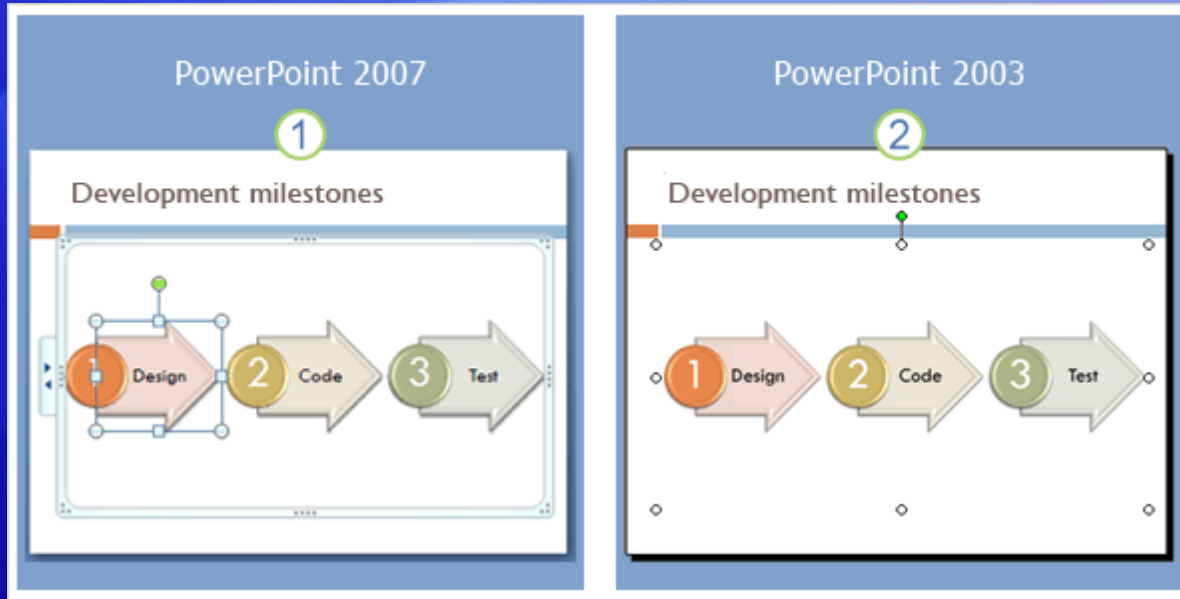 PowerPoint 2007
1
Development milestones
1 Design 2 Code 3 Test
PowerPoint 2003
2
Development milestones
1 Design 2 Code 3 Test